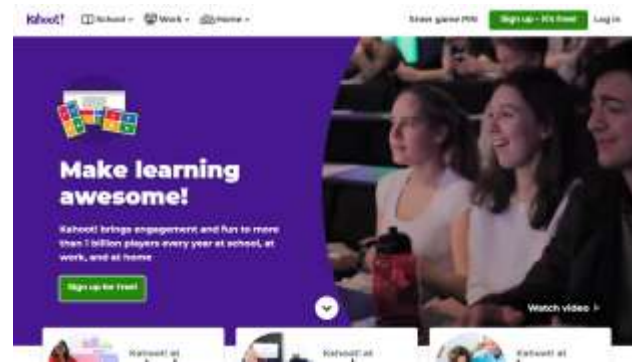 Kahoot! School Work Home Enter game PIN Sign up - It's free! Log in
Make learning
awesome!
Kahoot! brings engagement and fun to more
than 1 billion players every year at school, at
work, and at home
Sign up for free!
Watch video
Kahoot! at Kahoot! at Kahoot! at